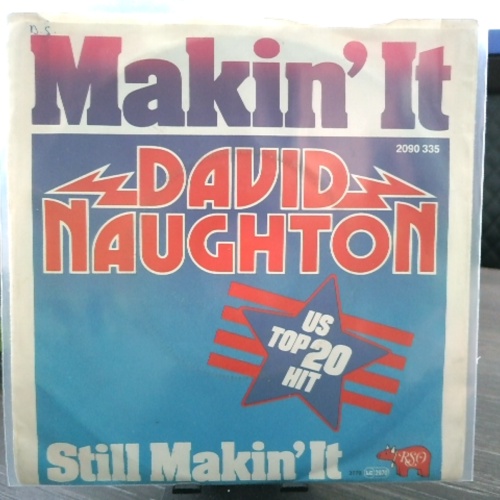 D.S.
Makin' It
2090 335
DAVID
NAUGHTON
US
TOP 20
HIT
Still Makin' It
RSO